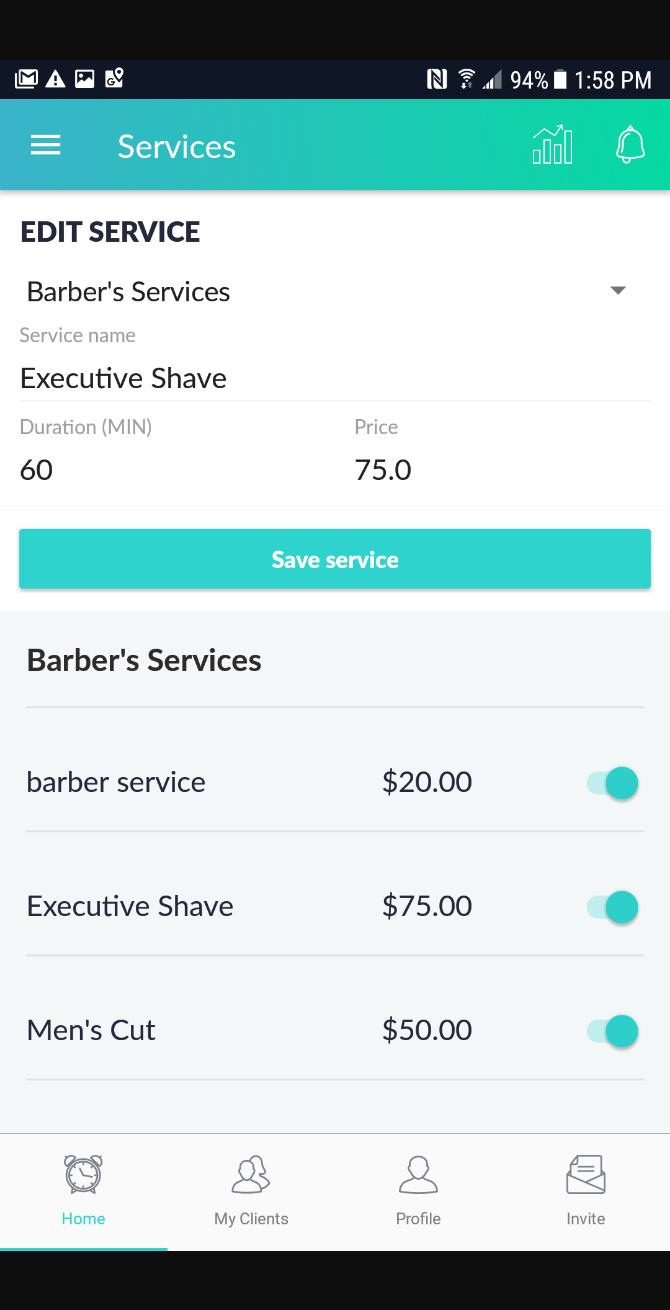 94% 1:58 PM
Services
EDIT SERVICE
Barber's Services
Service name
Executive Shave
Duration (MIN) Price
60 75.0
Save service
Barber's Services
barber service $20.00
Executive Shave $75.00
Men's Cut $50.00
Home My Clients Profile Invite